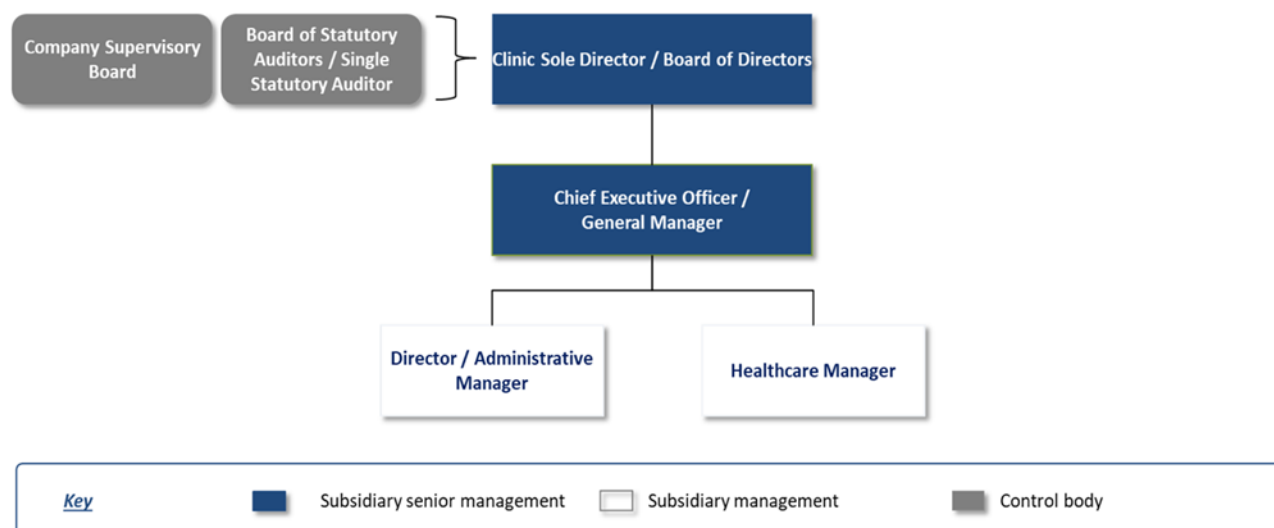 Company Supervisory
Board
Board of Statutory
Auditors / Single
Statutory Auditor
Clinic Sole Director / Board of Directors
Chief Executive Officer /
General Manager
Director / Administrative
Manager
Healthcare Manager
Key
Subsidiary senior management
Subsidiary management
Control body